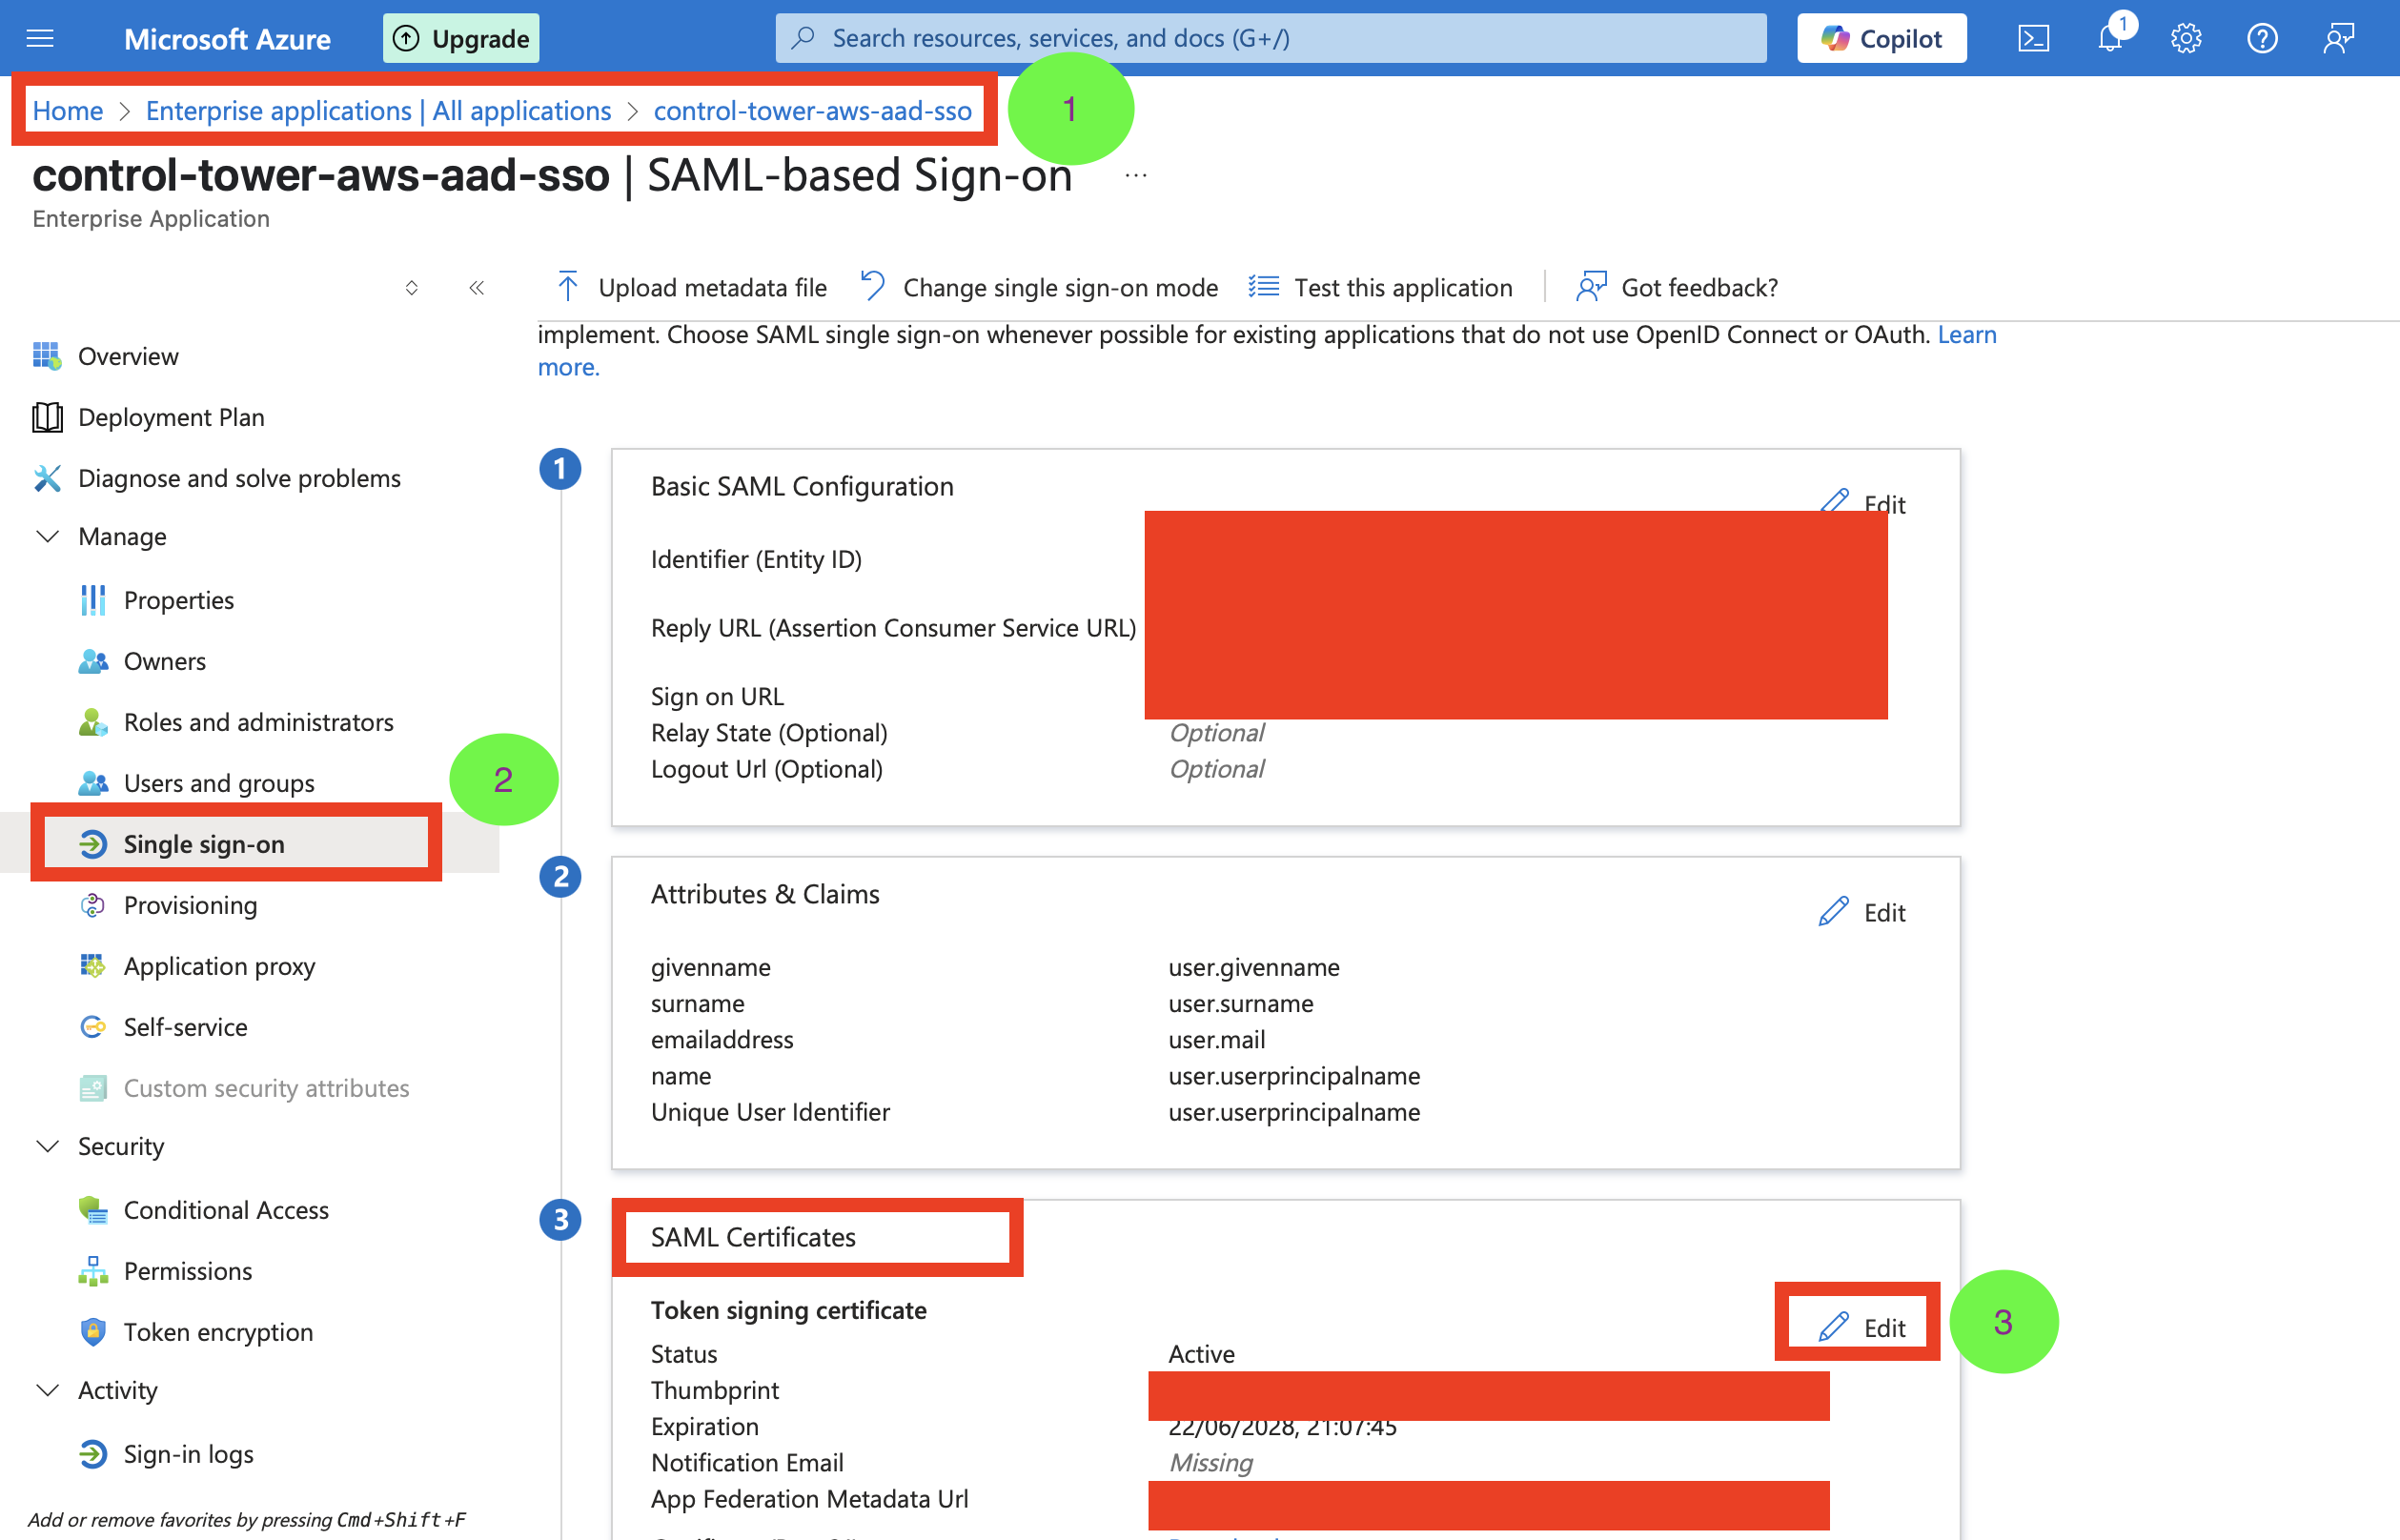 Microsoft Azure
Upgrade
Search resources, services, and docs (G+/)
Copilot
1
Home > Enterprise applications | All applications > control-tower-aws-aad-sso
1
control-tower-aws-aad-sso | SAML-based Sign-on ...
Enterprise Application
Upload metadata file
Change single sign-on mode
Test this application
Got feedback?
implement. Choose SAML single sign-on whenever possible for existing applications that do not use OpenID Connect or OAuth. Learn
more.
Overview
Deployment Plan
Diagnose and solve problems
Manage
Properties
Owners
Roles and administrators
Users and groups
2
Single sign-on
Provisioning
Application proxy
Self-service
Custom security attributes
Security
Conditional Access
Permissions
Token encryption
Activity
Sign-in logs
Add or remove favorites by pressing Cmd+Shift+F
1
Basic SAML Configuration
Edit
Identifier (Entity ID)
Reply URL (Assertion Consumer Service URL)
Sign on URL
Relay State (Optional) Optional
Logout Url (Optional) Optional
2
Attributes & Claims
Edit
givenname user.givenname
surname user.surname
emailaddress user.mail
name user.userprincipalname
Unique User Identifier user.userprincipalname
3
SAML Certificates
Token signing certificate
Edit
3
Status Active
Thumbprint
Expiration 22/06/2028, 21:07:45
Notification Email Missing
App Federation Metadata Url